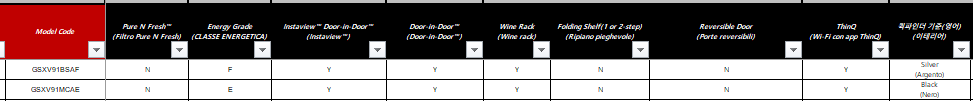 Model Code
Pure N Fresh™
(Filtro Pure N Fresh)
Energy Grade
(CLASSE ENERGETICA)
Instaview™ Door-in-Door™
(Instaview™)
Door-in-Door™
(Door-in-Door™)
Wine Rack
(Wine rack)
Folding Shelf(1 or 2-step)
(Ripiano pieghevole)
Reversible Door
(Porte reversibili)
ThinQ
(Wi-Fi con app ThinQ)
퀵파인더 기준(영어)
(이태리어)
GSXV91BSAF N F Y Y Y N N Y Silver
(Argento)
GSXV91MCAE N E Y Y Y N N Y Black
(Nero)